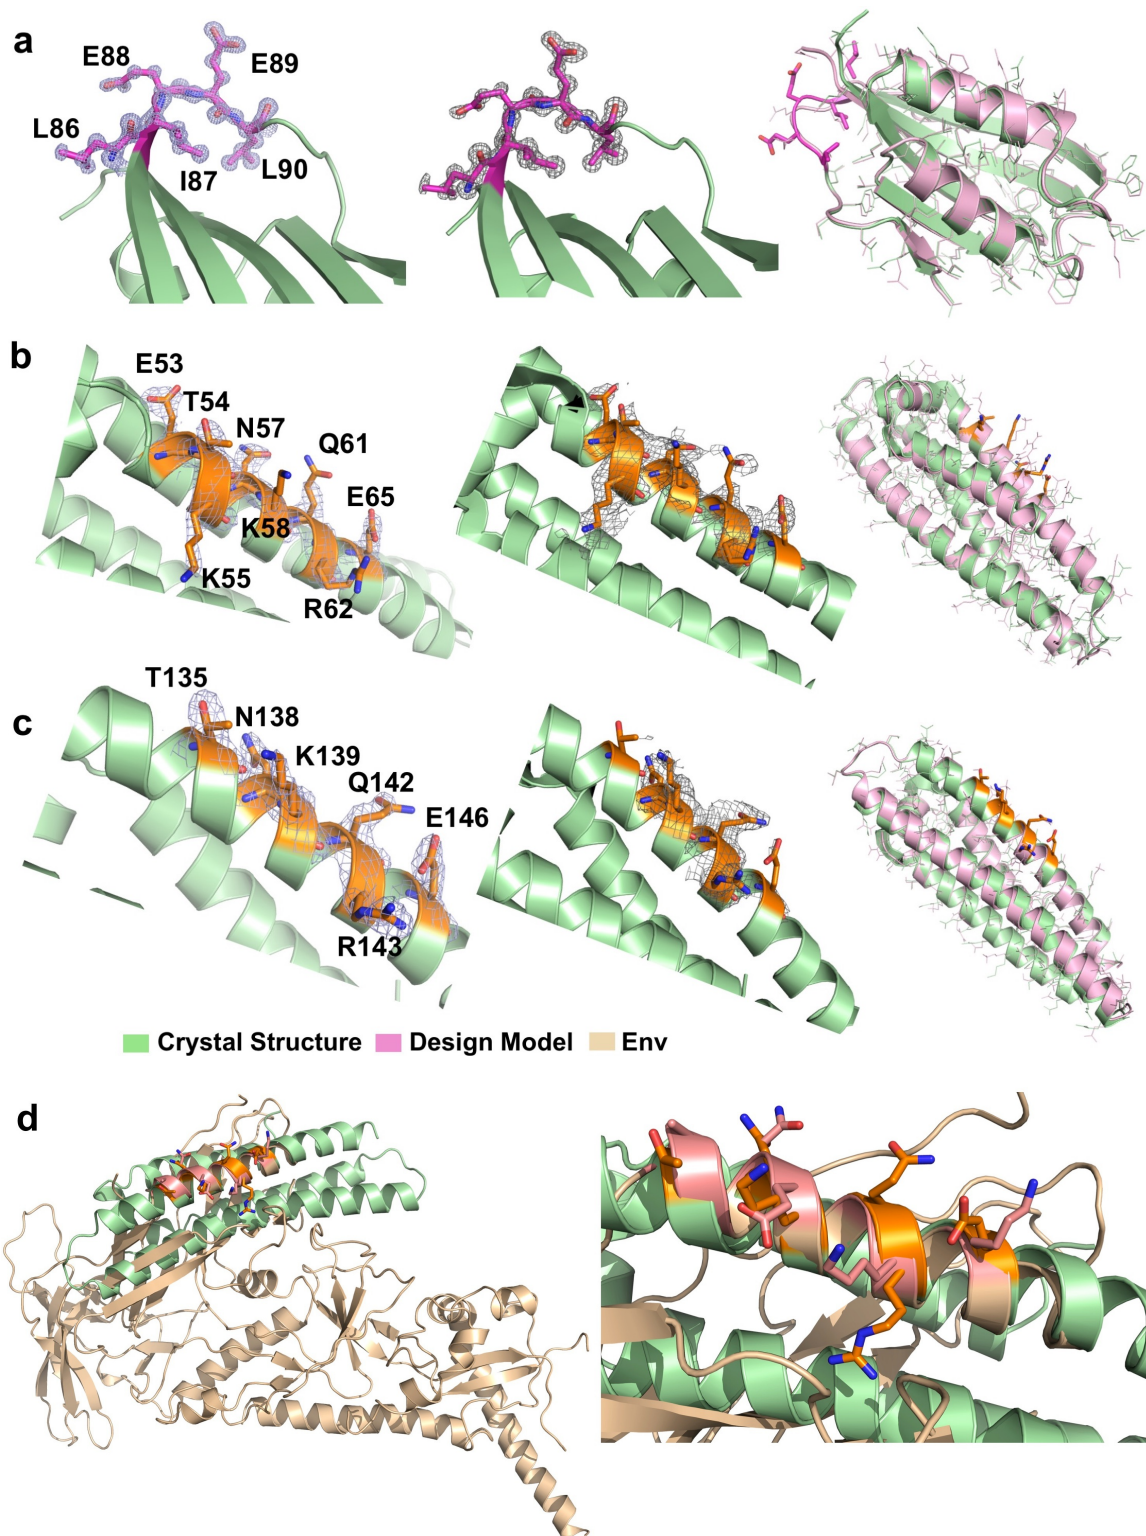 a
E88
E89
L86
I87
L90
b
E53
T54
N57
Q61
E65
K58
K55
R62
c
T135
N138
K139
Q142
E146
R143
Crystal Structure Design Model Env
d